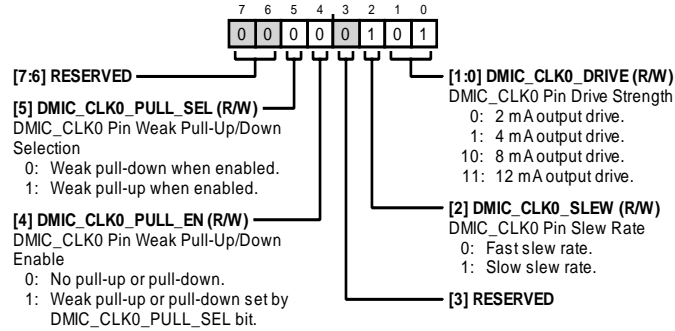 7 6 5 4 3 2 1 0
0 0 0 0 0 1 0 1
[7:6] RESERVED
[5] DMIC_CLK0_PULL_SEL (R/W)
DMIC_CLK0 Pin Weak Pull-Up/Down
Selection
0: Weak pull-down when enabled.
1: Weak pull-up when enabled.
[4] DMIC_CLK0_PULL_EN (R/W)
DMIC_CLK0 Pin Weak Pull-Up/Down
Enable
0: No pull-up or pull-down.
1: Weak pull-up or pull-down set by
DMIC_CLK0_PULL_SEL bit.
[1:0] DMIC_CLK0_DRIVE (R/W)
DMIC_CLK0 Pin Drive Strength
0: 2 mA output drive.
1: 4 mA output drive.
10: 8 mA output drive.
11: 12 mA output drive.
[2] DMIC_CLK0_SLEW (R/W)
DMIC_CLK0 Pin Slew Rate
0: Fast slew rate.
1: Slow slew rate.
[3] RESERVED